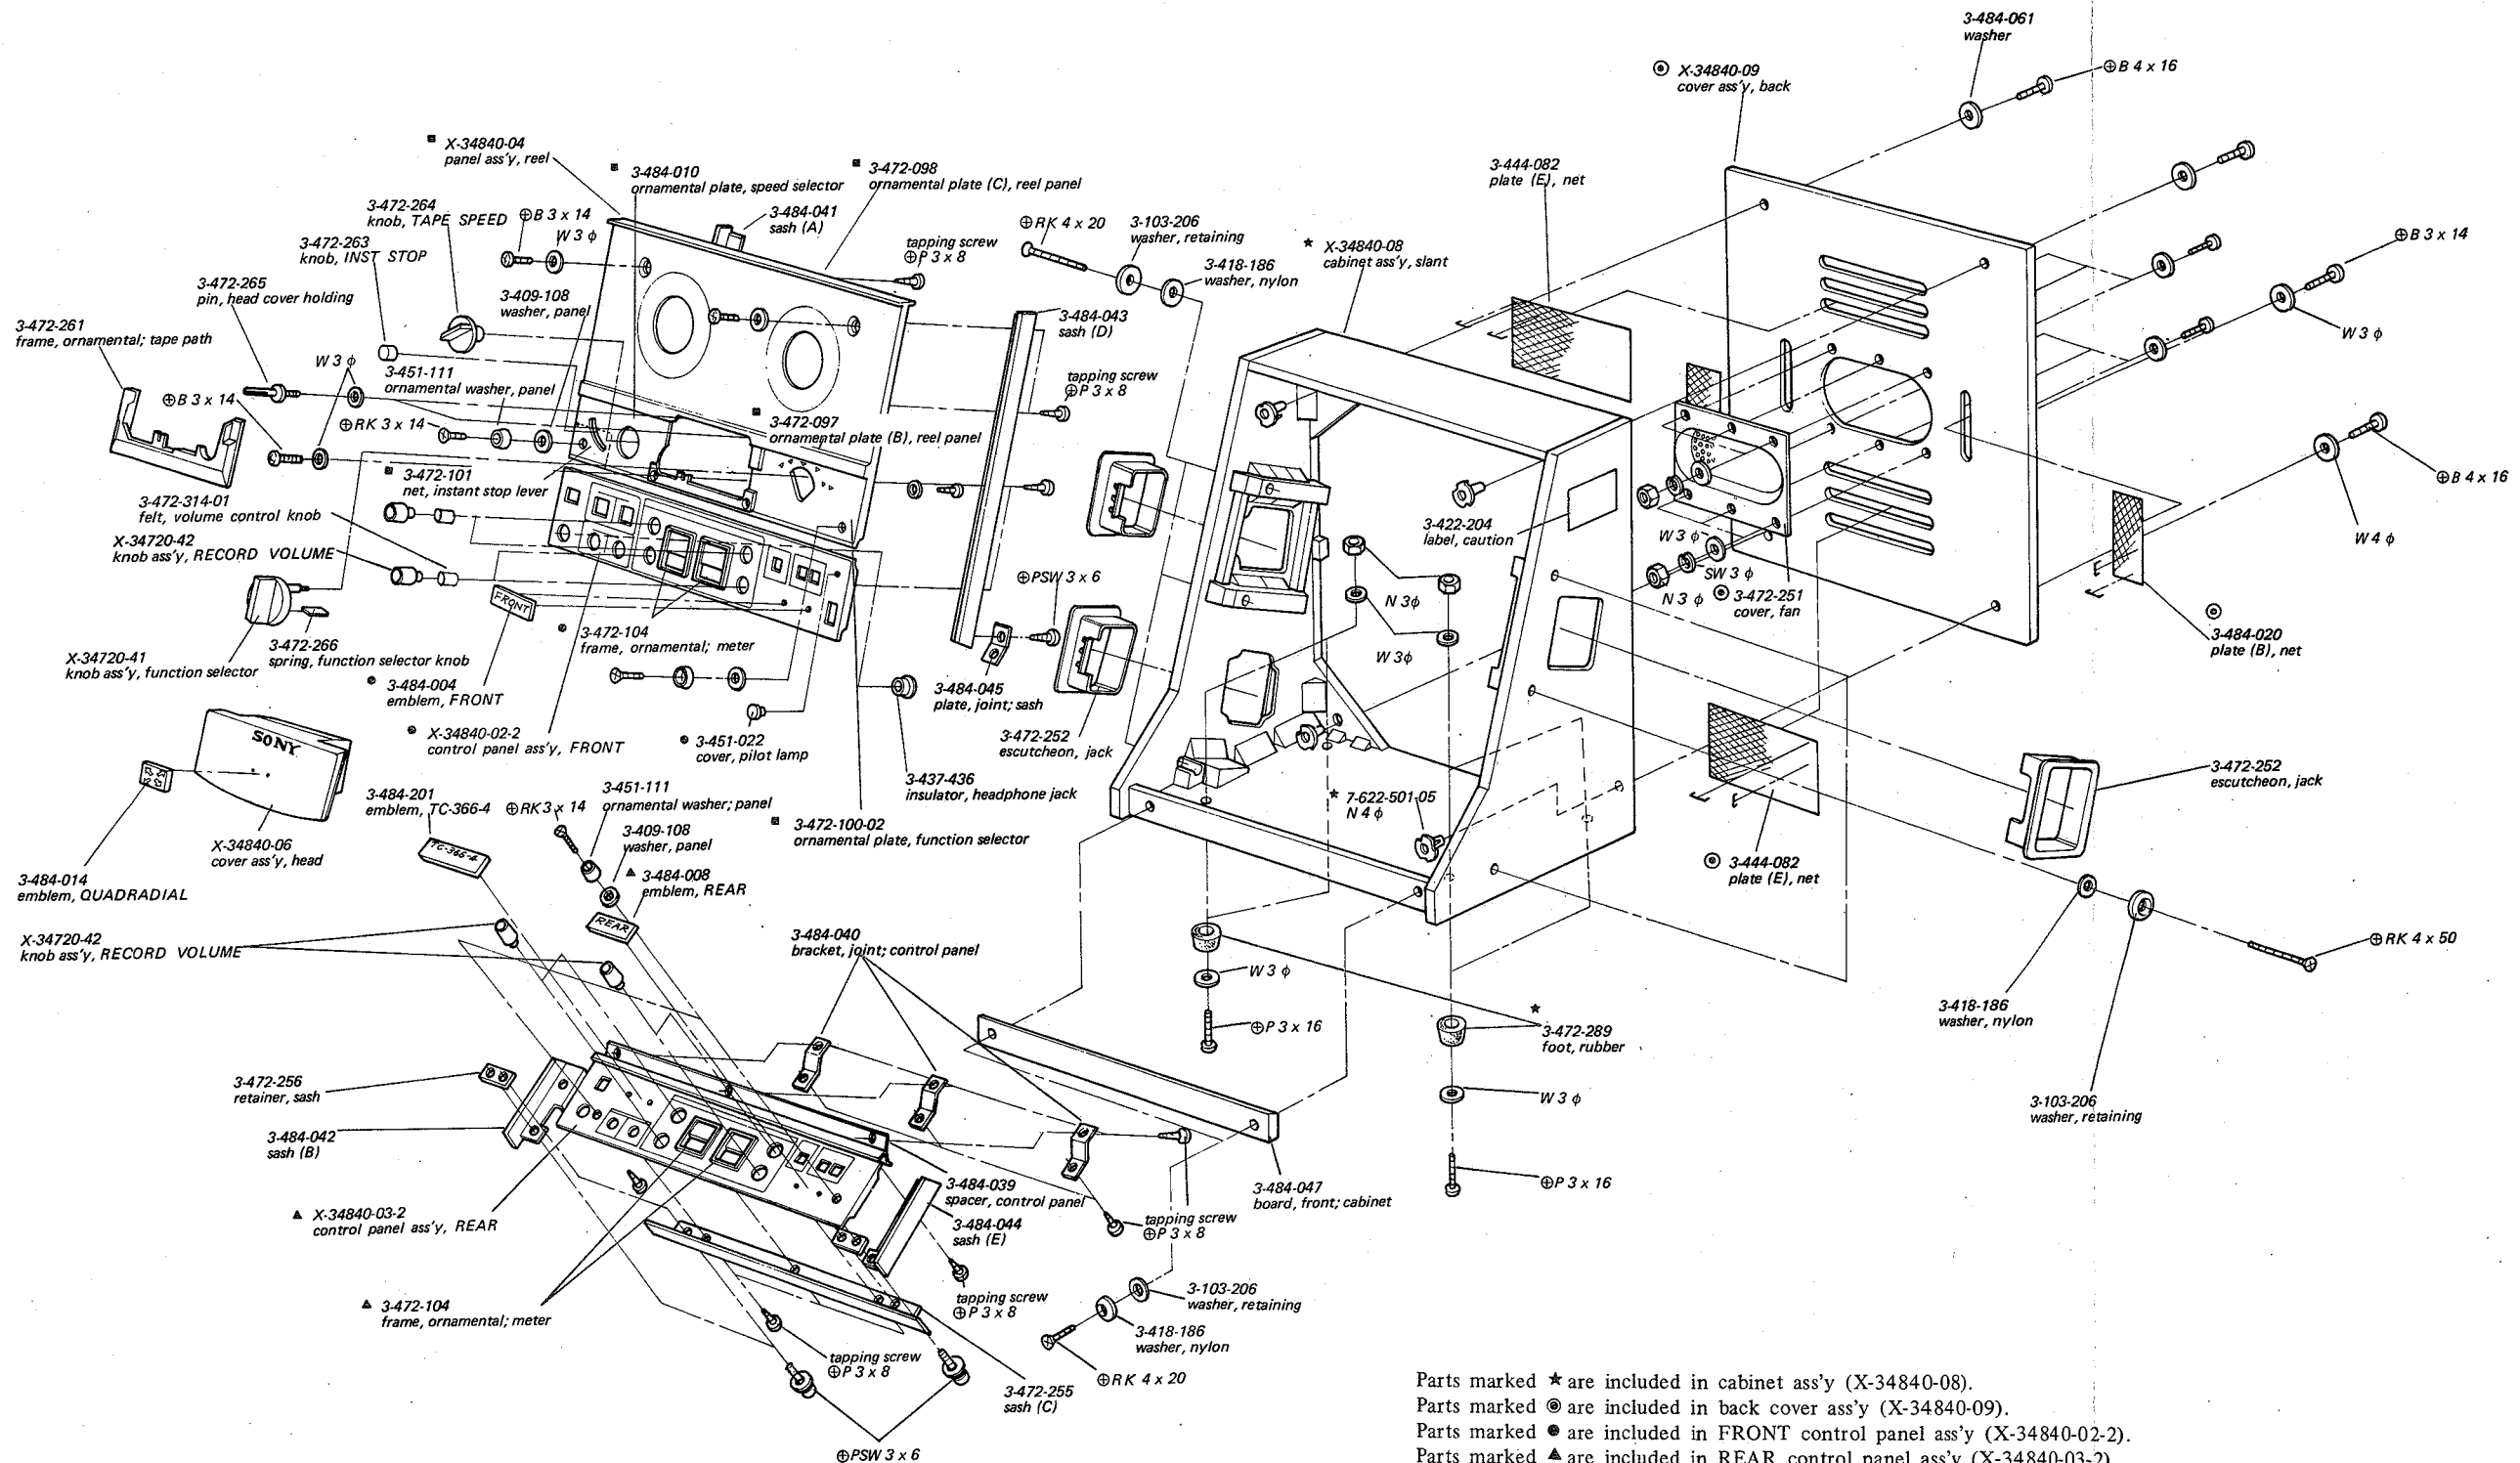 3-484-061
washer
⊕B 4 x 16
◎ X-34840-09
cover ass'y, back
■ X-34840-04
panel ass'y, reel
■ 3-484-010
ornamental plate, speed selector
■ 3-472-098
ornamental plate (C), reel panel
3-444-082
plate (E), net
3-472-264
knob, TAPE SPEED
⊕B 3 x 14
W 3 φ
3-484-041
sash (A)
tapping screw
⊕P 3 x 8
⊕RK 4 x 20
3-103-206
washer, retaining
★ X-34840-08
cabinet ass'y, slant
⊕B 3 x 14
3-472-263
knob, INST STOP
3-418-186
washer, nylon
3-472-265
pin, head cover holding
3-409-108
washer, panel
3-484-043
sash (D)
W 3 φ
3-472-261
frame, ornamental; tape path
W 3 φ
3-451-111
ornamental washer, panel
tapping screw
⊕P 3 x 8
⊕B 3 x 14
⊕RK 3 x 14
■ 3-472-097
ornamental plate (B), reel panel
⊕B 4 x 16
■ 3-472-101
net, instant stop lever
3-472-314-01
felt, volume control knob
3-422-204
label, caution
W 3 φ
W 4 φ
X-34720-42
knob ass'y, RECORD VOLUME
⊕PSW 3 x 6
SW 3 φ
N 3φ
N 3 φ
◎ 3-472-251
cover, fan
FRONT
● 3-472-104
frame, ornamental; meter
W 3φ
◎
3-484-020
plate (B), net
3-472-266
spring, function selector knob
X-34720-41
knob ass'y, function selector
● 3-484-004
emblem, FRONT
3-484-045
plate, joint; sash
● X-34840-02-2
control panel ass'y, FRONT
● 3-451-022
cover, pilot lamp
3-472-252
escutcheon, jack
SONY
3-437-436
insulator, headphone jack
3-472-252
escutcheon, jack
3-484-201
emblem, TC-366-4
⊕RK 3 x 14
3-451-111
ornamental washer; panel
★ 7-622-501-05
N 4 φ
■ 3-472-100-02
ornamental plate, function selector
3-409-108
washer, panel
X-34840-06
cover ass'y, head
TC-366-4
◎ 3-444-082
plate (E), net
▲ 3-484-008
emblem, REAR
3-484-014
emblem, QUADRADIAL
REAR
X-34720-42
knob ass'y, RECORD VOLUME
3-484-040
bracket, joint; control panel
⊕RK 4 x 50
W 3 φ
3-418-186
washer, nylon
⊕P 3 x 16
★
3-472-289
foot, rubber
3-472-256
retainer, sash
W 3 φ
3-103-206
washer, retaining
3-484-042
sash (B)
3-484-039
spacer, control panel
3-484-047
board, front; cabinet
⊕P 3 x 16
▲ X-34840-03-2
control panel ass'y, REAR
3-484-044
sash (E)
tapping screw
⊕P 3 x 8
▲ 3-472-104
frame, ornamental; meter
tapping screw
⊕P 3 x 8
3-103-206
washer, retaining
3-418-186
washer, nylon
tapping screw
⊕P 3 x 8
3-472-255
sash (C)
⊕RK 4 x 20
⊕PSW 3 x 6
Parts marked ★ are included in cabinet ass'y (X-34840-08).
Parts marked ◎ are included in back cover ass'y (X-34840-09).
Parts marked ● are included in FRONT control panel ass'y (X-34840-02-2).
Parts marked ▲ are included in REAR control panel ass'y (X-34840-03-2)